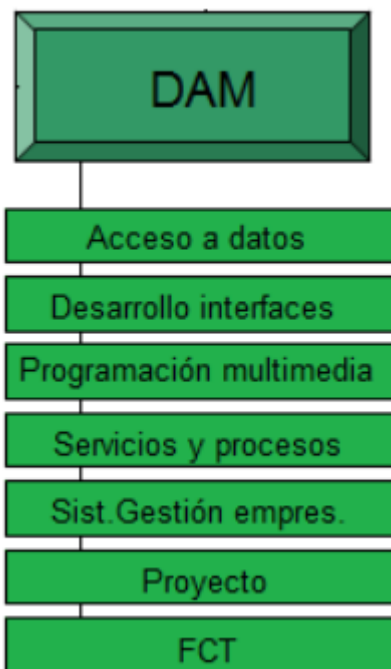 DAM
Acceso a datos
Desarrollo interfaces
Programación multimedia
Servicios y procesos
Sist.Gestión empres.
Proyecto
FCT